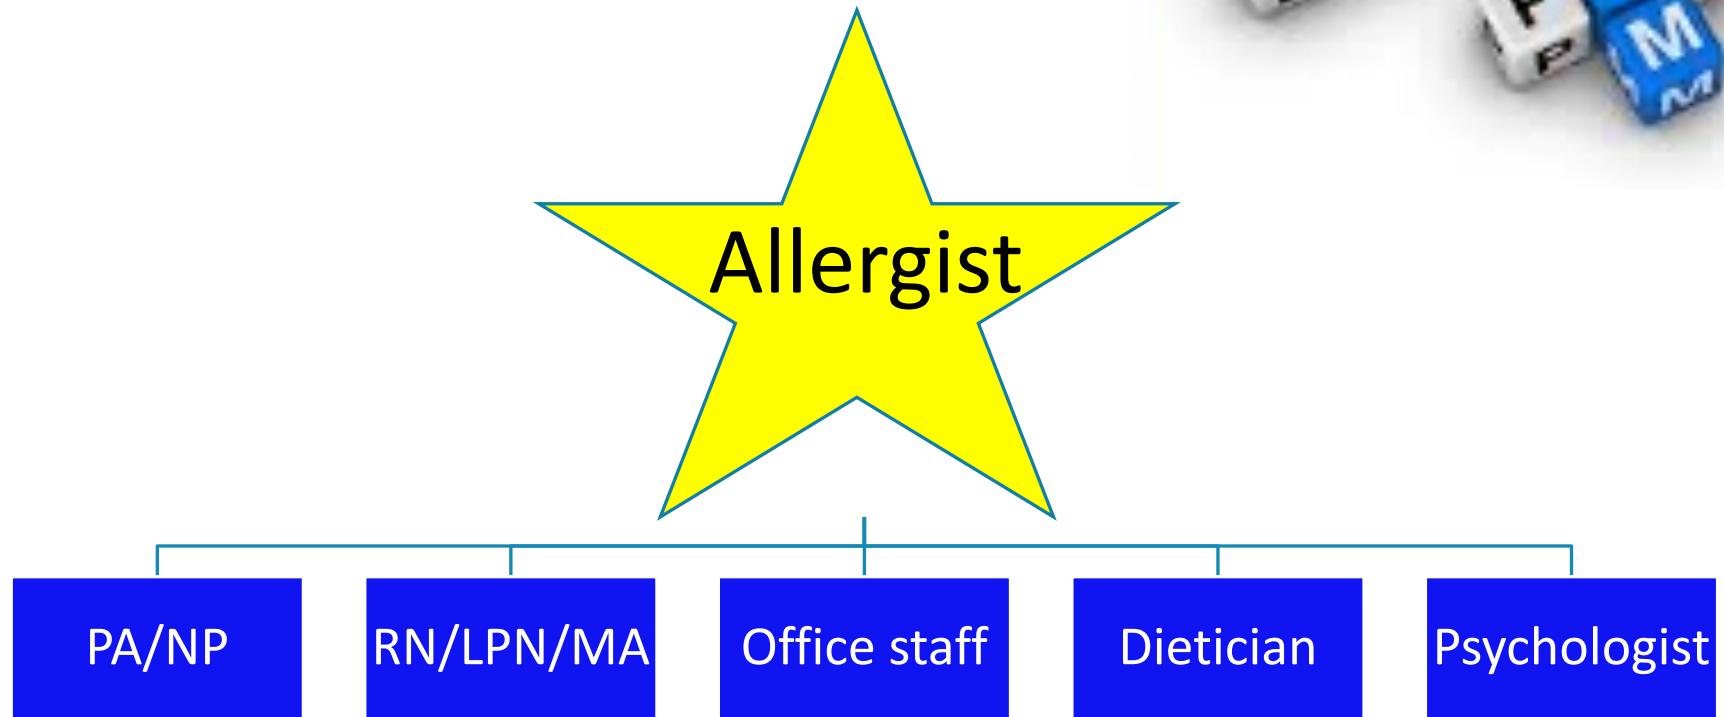 M
M
P
Allergist
PA/NP
RN/LPN/MA
Office staff
Dietician
Psychologist